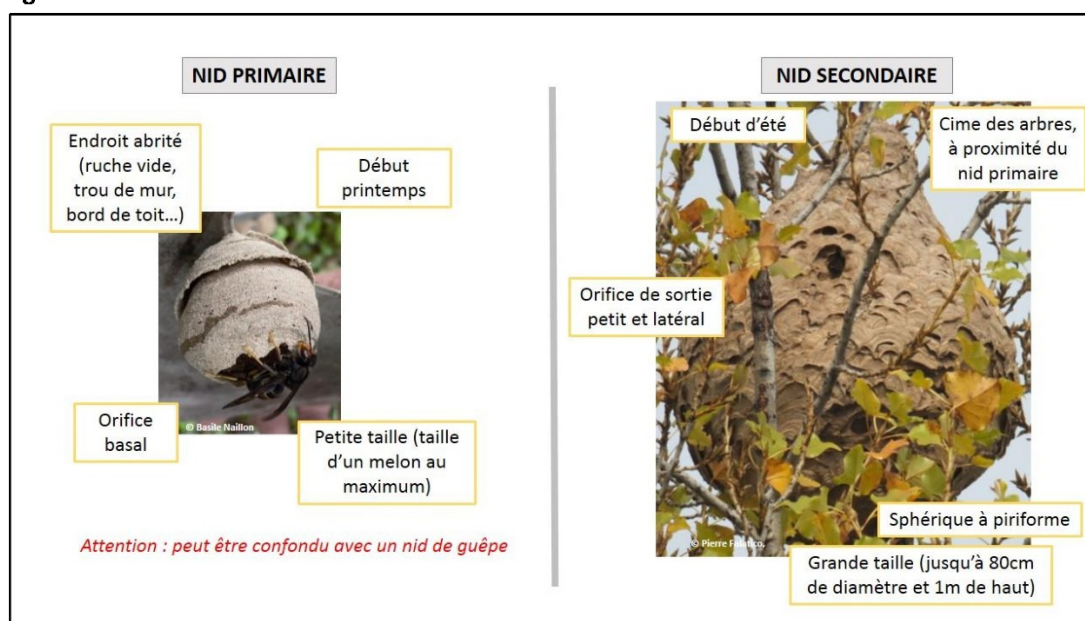 NID PRIMAIRE
Endroit abrité
(ruche vide,
trou de mur,
bord de toit...)
Début
printemps
© Basile Naillon
Orifice
basal
Petite taille (taille
d'un melon au
maximum)
Attention : peut être confondu avec un nid de guêpe
NID SECONDAIRE
Début d'été
Cime des arbres,
à proximité du
nid primaire
Orifice de sortie
petit et latéral
Sphérique à piriforme
© Pierre Falatico.
Grande taille (jusqu'à 80cm
de diamètre et 1m de haut)